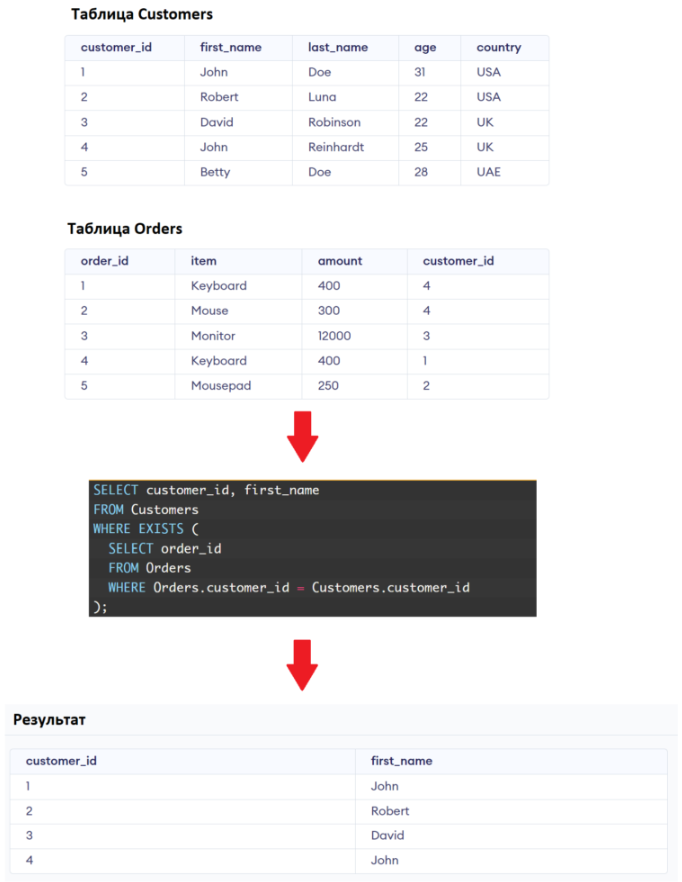 Таблица Customers
customer_id first_name last_name age country
1 John Doe 31 USA
2 Robert Luna 22 USA
3 David Robinson 22 UK
4 John Reinhardt 25 UK
5 Betty Doe 28 UAE
Таблица Orders
order_id item amount customer_id
1 Keyboard 400 4
2 Mouse 300 4
3 Monitor 12000 3
4 Keyboard 400 1
5 Mousepad 250 2
SELECT customer_id, first_name
FROM Customers
WHERE EXISTS (
SELECT order_id
FROM Orders
WHERE Orders.customer_id = Customers.customer_id
);
Результат
customer_id first_name
1 John
2 Robert
3 David
4 John